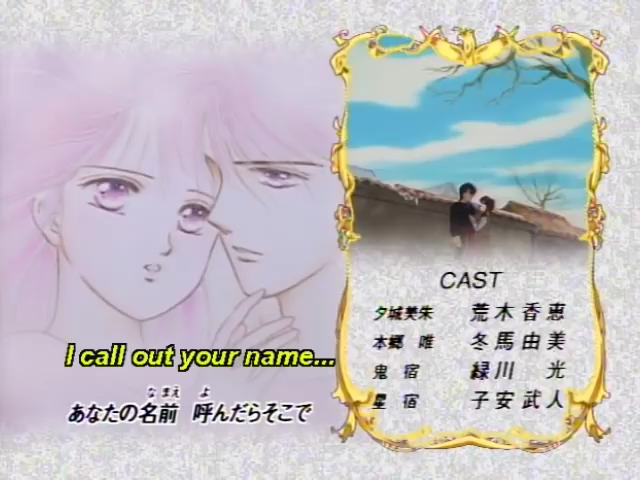 CAST
夕城美朱 荒木香恵
本郷 唯 冬馬由美
鬼宿 緑川 光
星宿 子安武人
I call out your name...
なまえ よ
あなたの名前 呼んだらそこで